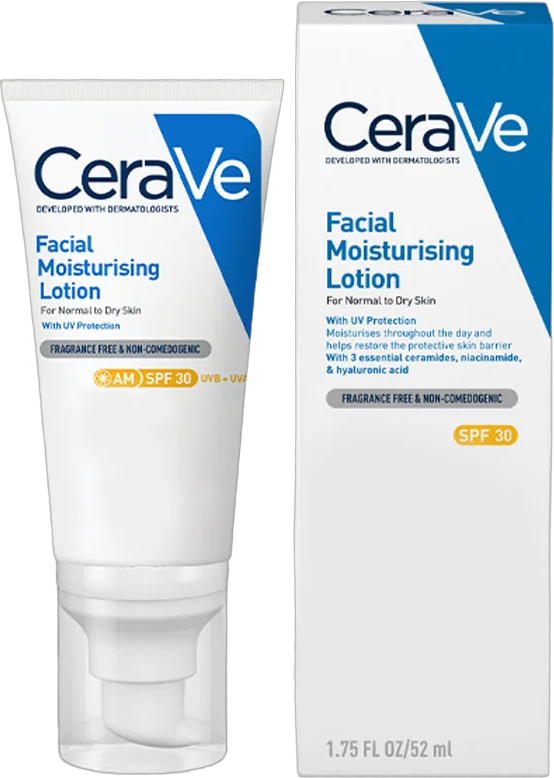 CeraVe
DEVELOPED WITH DERMATOLOGISTS
Facial
Moisturising
Lotion
For Normal to Dry Skin
With UV Protection
FRAGRANCE FREE & NON-COMEDOGENIC
AM SPF 30 UVB + UVA
CeraVe
CeraVe
DEVELOPED WITH DERMATOLOGISTS
Facial
Moisturising
Lotion
For Normal to Dry Skin
With UV Protection
Moisturises throughout the day and
helps restore the protective skin barrier
With 3 essential ceramides, niacinamide,
& hyaluronic acid
FRAGRANCE FREE & NON-COMEDOGENIC
SPF 30
1.75 FL OZ/52 ml